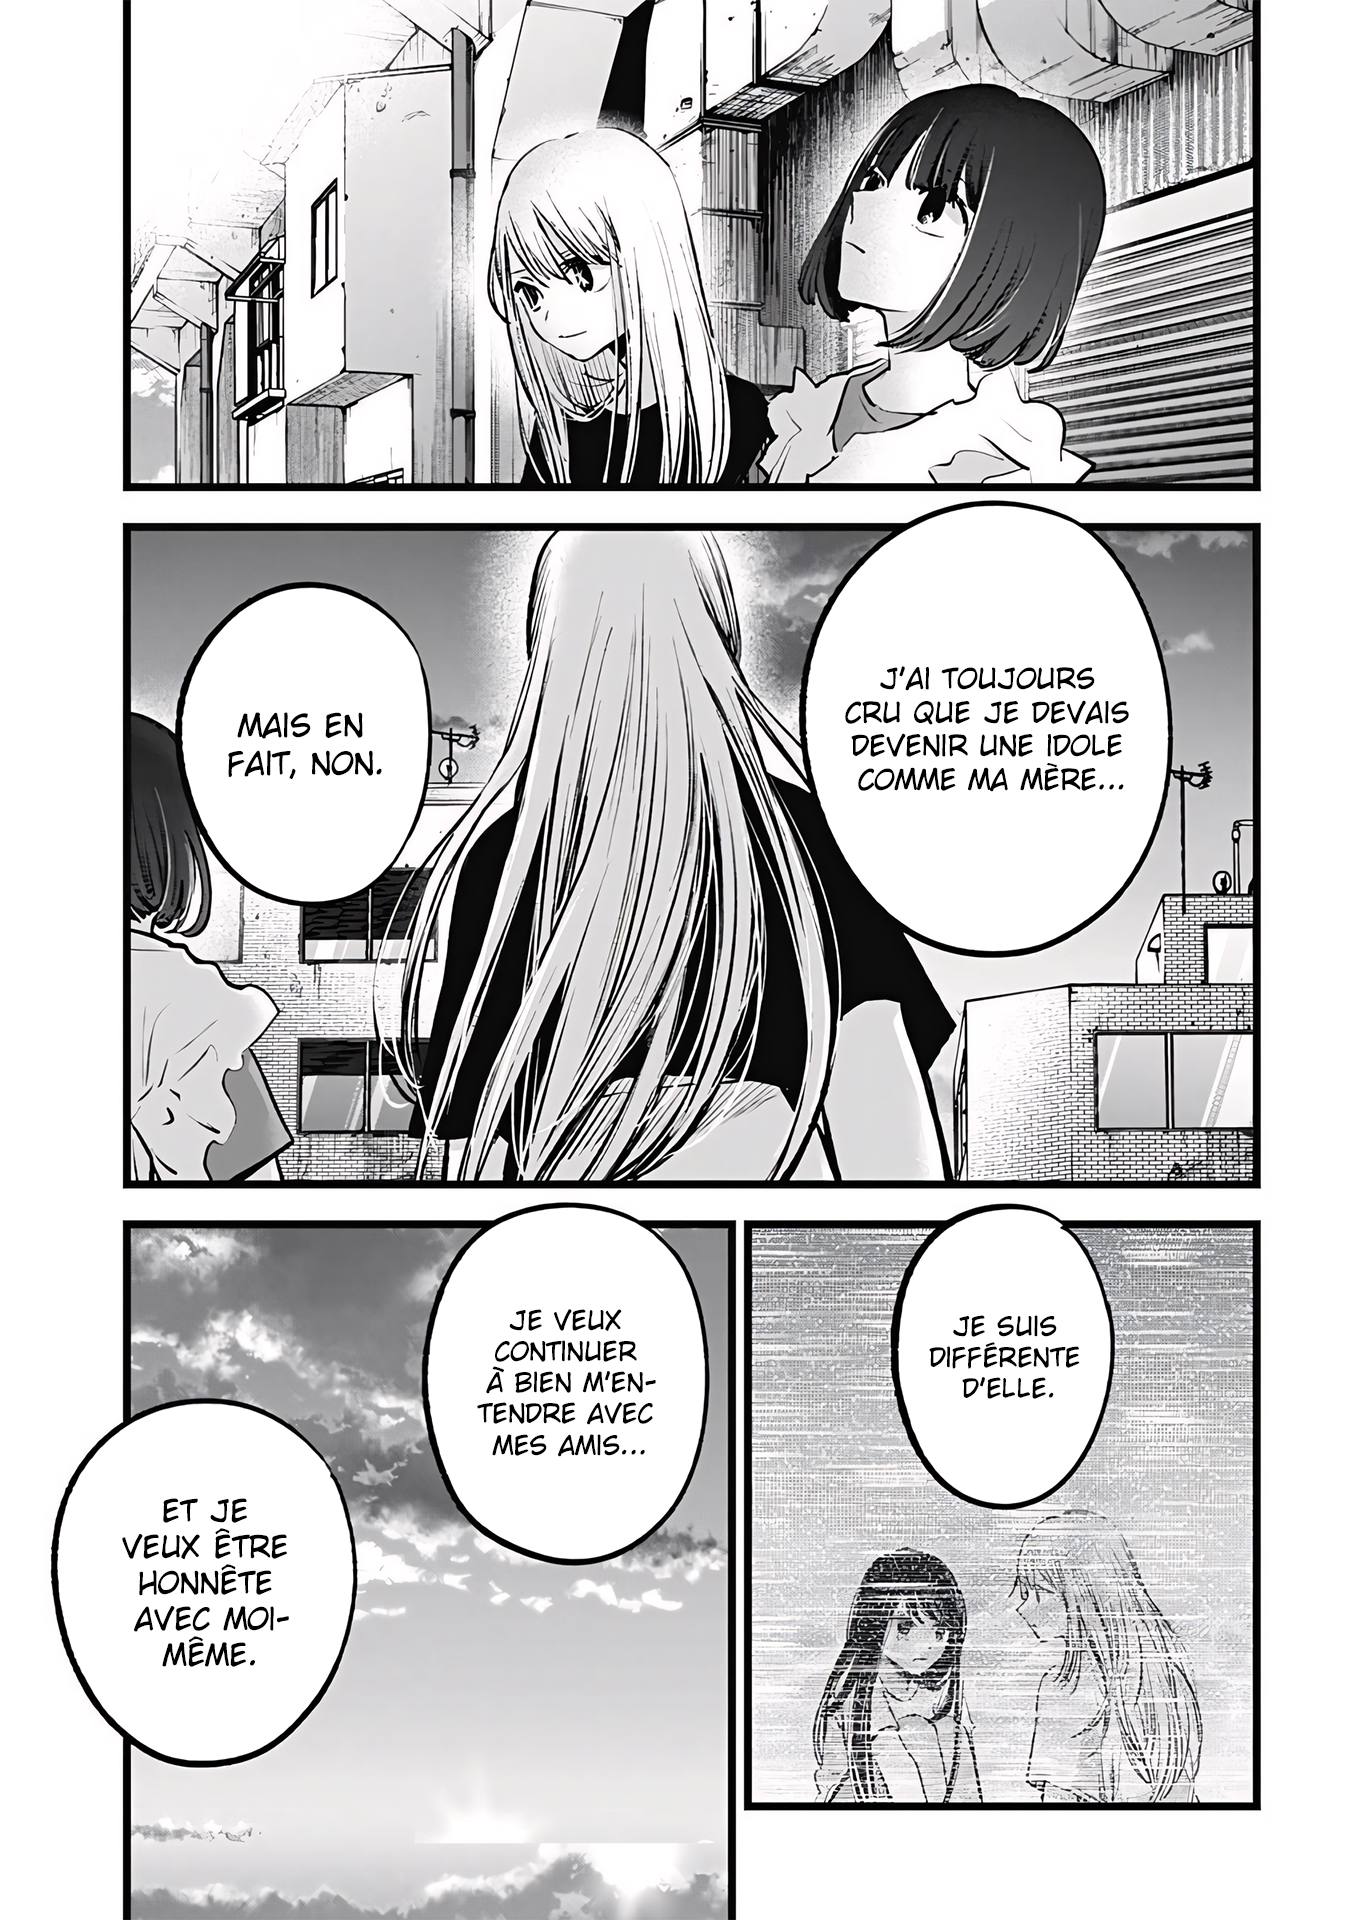 J'AI TOUJOURS
CRU QUE JE DEVAIS
DEVENIR UNE IDOLE
COMME MA MÈRE...
MAIS EN
FAIT, NON.
JE SUIS
DIFFÉRENTE
D'ELLE.
JE VEUX
CONTINUER
À BIEN M'EN-
TENDRE AVEC
MES AMIS...
ET JE
VEUX ÊTRE
HONNÊTE
AVEC MOI-
MÊME.